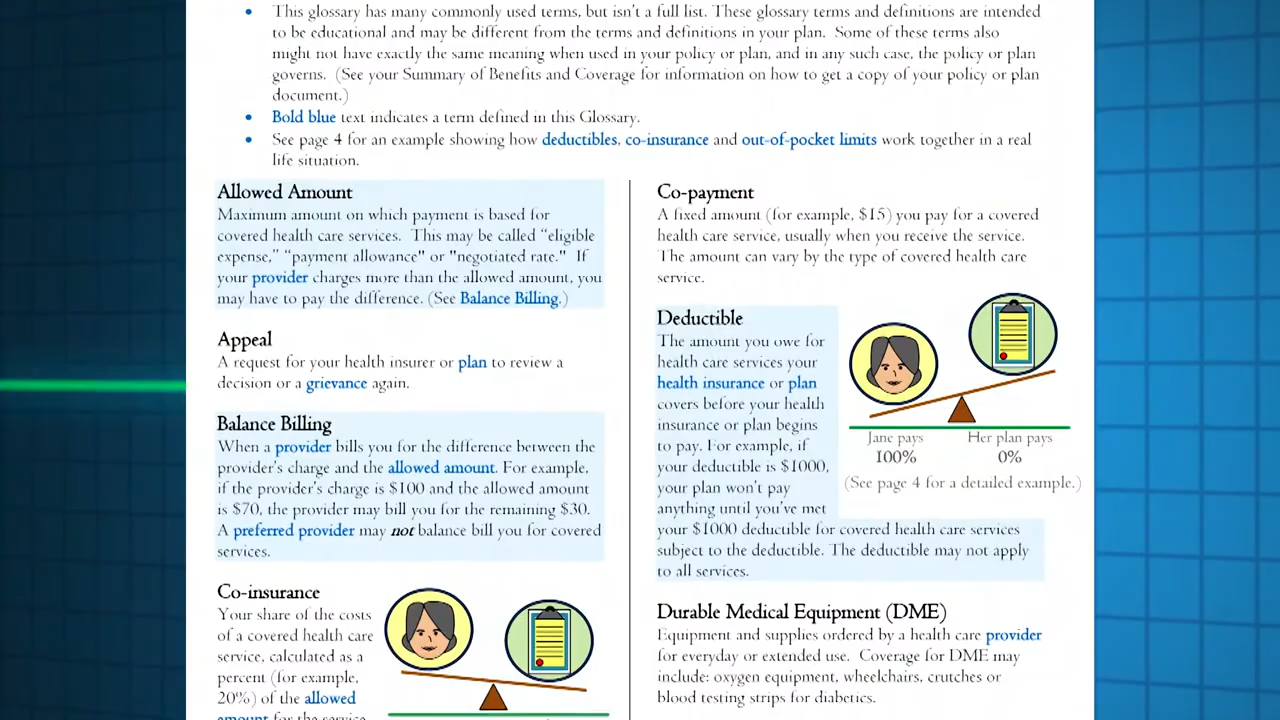 • This glossary has many commonly used terms, but isn't a full list. These glossary terms and definitions are intended
to be educational and may be different from the terms and definitions in your plan. Some of these terms also
might not have exactly the same meaning when used in your policy or plan, and in any such case, the policy or plan
governs. (See your Summary of Benefits and Coverage for information on how to get a copy of your policy or plan
document.)
• Bold blue text indicates a term defined in this Glossary.
• See page 4 for an example showing how deductibles, co-insurance and out-of-pocket limits work together in a real
life situation.
Allowed Amount
Maximum amount on which payment is based for
covered health care services. This may be called “eligible
expense,” “payment allowance" or "negotiated rate." If
your provider charges more than the allowed amount, you
may have to pay the difference. (See Balance Billing.)
Appeal
A request for your health insurer or plan to review a
decision or a grievance again.
Balance Billing
When a provider bills you for the difference between the
provider's charge and the allowed amount. For example,
if the provider's charge is $100 and the allowed amount
is $70, the provider may bill you for the remaining $30.
A preferred provider may not balance bill you for covered
services.
Co-insurance
Your share of the costs
of a covered health care
service, calculated as a
percent (for example,
20%) of the allowed
amount for the service
Co-payment
A fixed amount (for example, $15) you pay for a covered
health care service, usually when you receive the service.
The amount can vary by the type of covered health care
service.
Deductible
The amount you owe for
health care services your
health insurance or plan
covers before your health
insurance or plan begins
to pay. For example, if
your deductible is $1000,
your plan won't pay
anything until you've met
your $1000 deductible for covered health care services
subject to the deductible. The deductible may not apply
to all services.
Jane pays
100%
Her plan pays
0%
(See page 4 for a detailed example.)
Durable Medical Equipment (DME)
Equipment and supplies ordered by a health care provider
for everyday or extended use. Coverage for DME may
include: oxygen equipment, wheelchairs, crutches or
blood testing strips for diabetics.